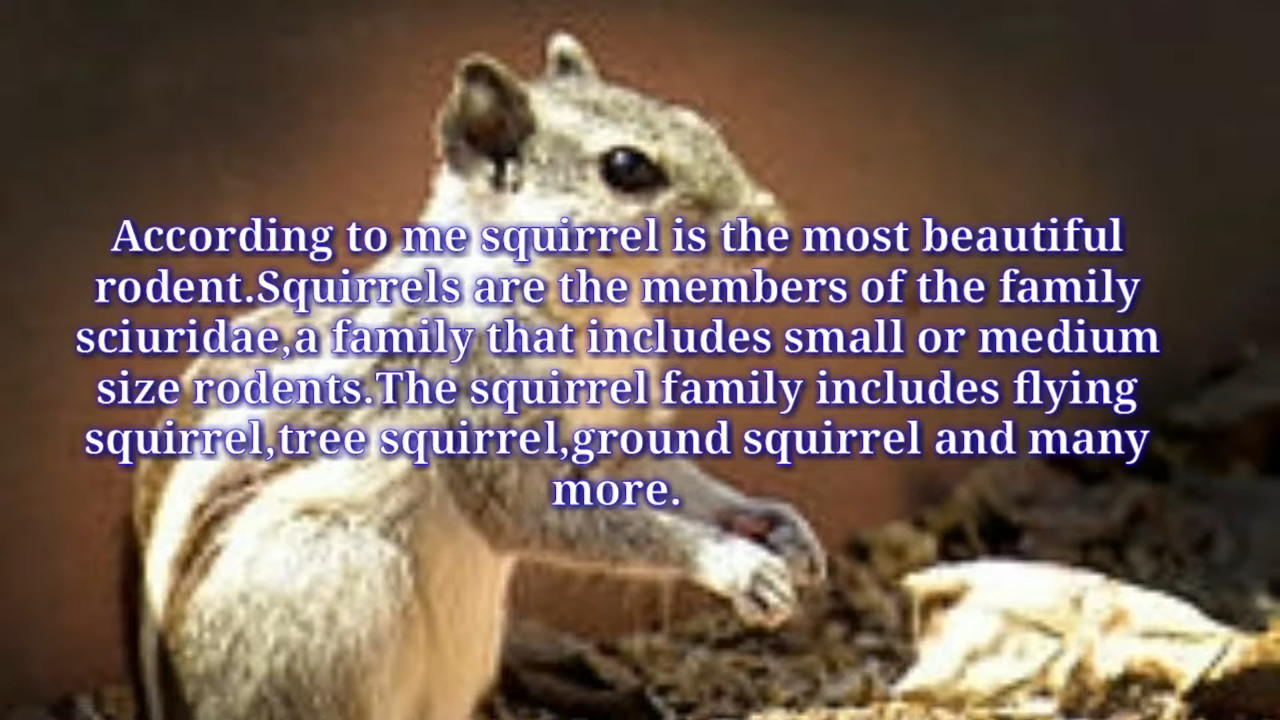 According to me squirrel is the most beautiful
rodent.Squirrels are the members of the family
sciuridae,a family that includes small or medium
size rodents.The squirrel family includes flying
squirrel,tree squirrel,ground squirrel and many
more.